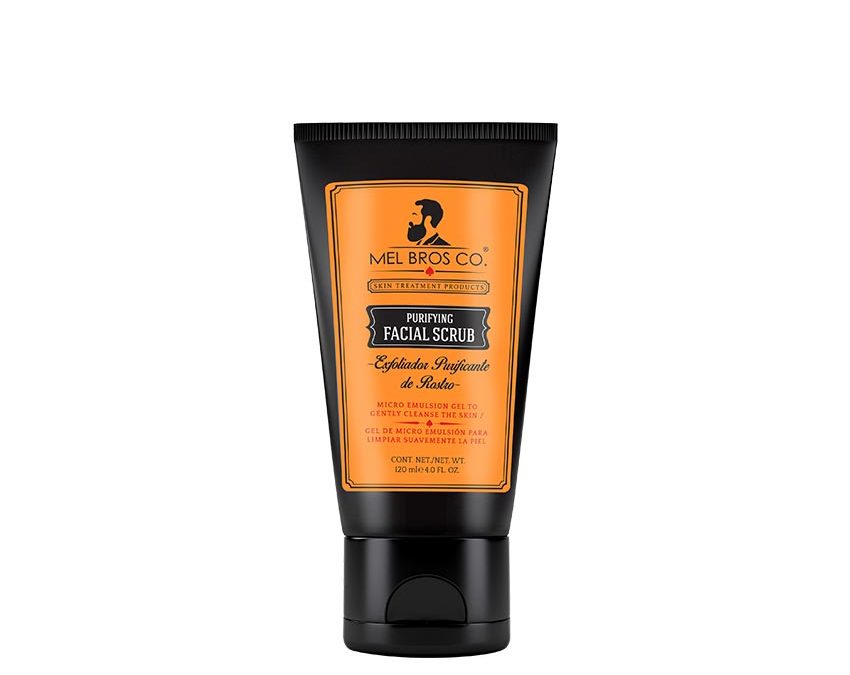 MEL BROS CO.®
SKIN TREATMENT PRODUCTS
PURIFYING
FACIAL SCRUB
-Exfoliador Purificante
de Rostro-
MICRO EMULSION GEL TO
GENTLY CLEANSE THE SKIN /
GEL DE MICRO EMULSIÓN PARA
LIMPIAR SUAVEMENTE LA PIEL
CONT. NET./NET. WT.
120 ml℮4.0 FL. OZ.